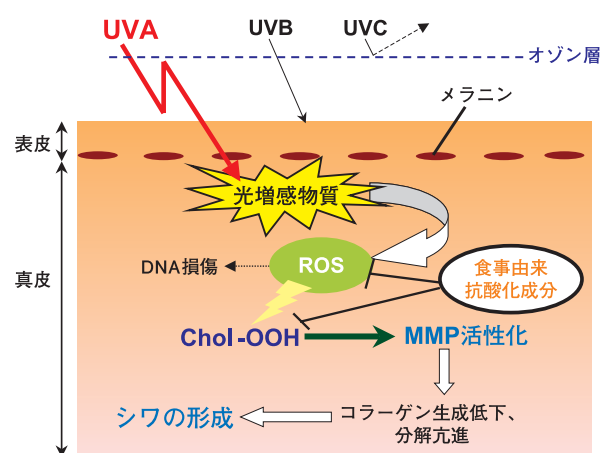 UVA
UVB
UVC
オゾン層
メラニン
表皮
光増感物質
真皮
DNA損傷
ROS
食事由来
抗酸化成分
Chol-OOH
MMP活性化
シワの形成
コラーゲン生成低下、
分解亢進